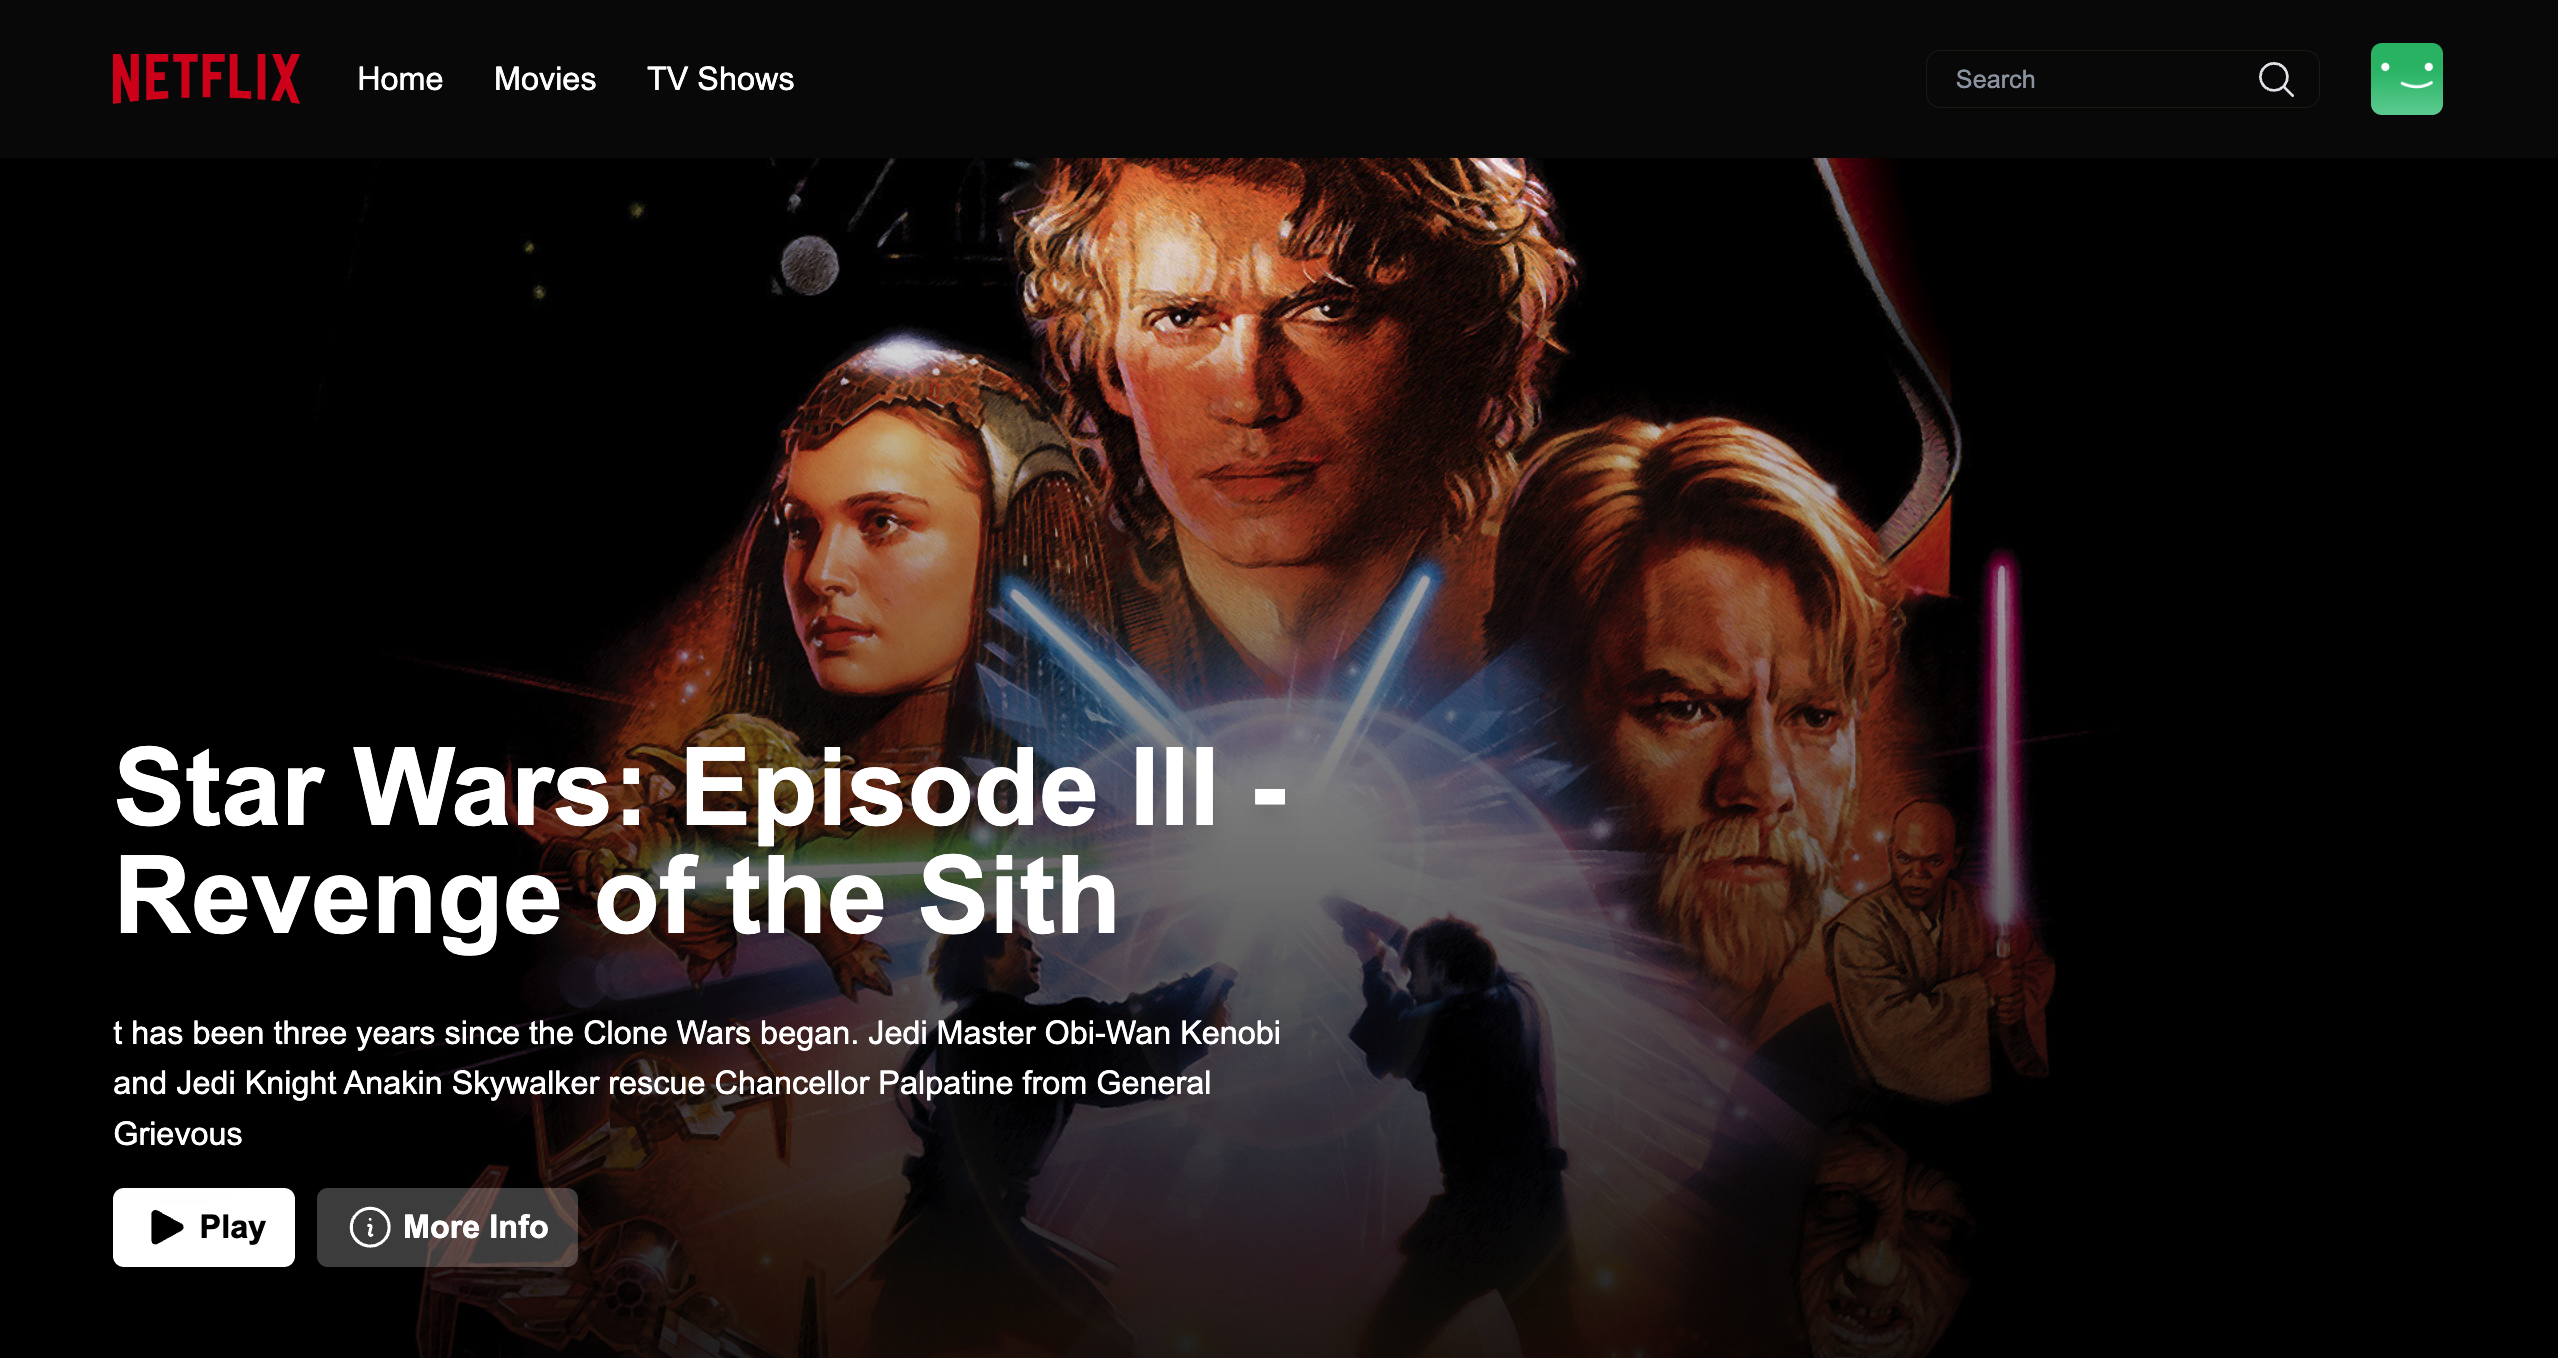 NETFLIX
Home
Movies
TV Shows
Search
Star Wars: Episode III -
Revenge of the Sith
t has been three years since the Clone Wars began. Jedi Master Obi-Wan Kenobi
and Jedi Knight Anakin Skywalker rescue Chancellor Palpatine from General
Grievous
Play
More Info